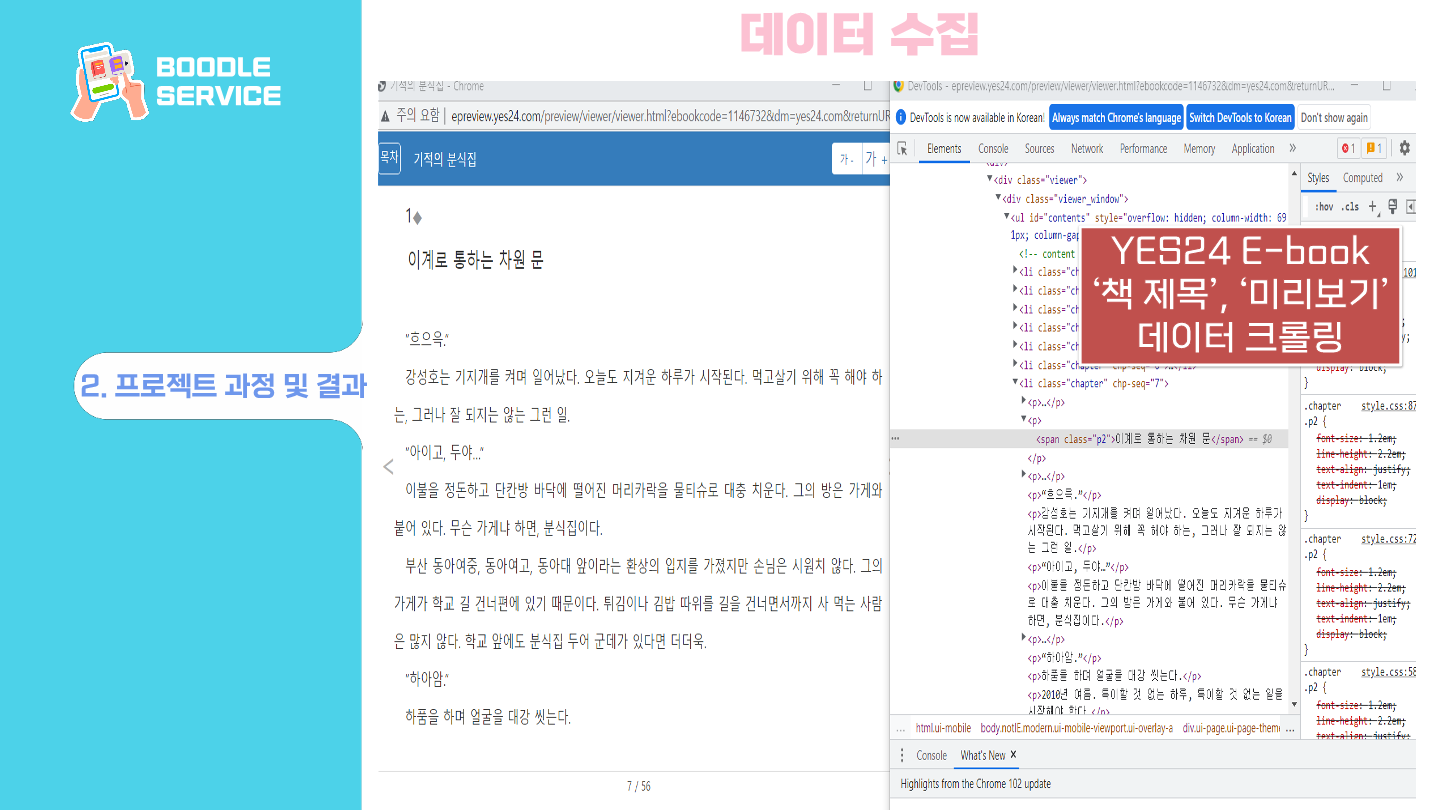 데이터 수집
BOODLE
SERVICE
2. 프로젝트 과정 및 결과
기적의 분식집 - Chrome
주의 요함 | epreview.yes24.com/preview/viewer/viewer.html?ebookcode=1146732&dm=yes24.com&returnUR
목차 기적의 분식집 가 - 가 +
1
이계로 통하는 차원 문
“흐으윽.”
강성호는 기지개를 켜며 일어났다. 오늘도 지겨운 하루가 시작된다. 먹고살기 위해 꼭 해야 하
는, 그러나 잘 되지는 않는 그런 일.
“아이고, 두야...”
이불을 정돈하고 단칸방 바닥에 떨어진 머리카락을 물티슈로 대충 치운다. 그의 방은 가게와
붙어 있다. 무슨 가게냐 하면, 분식집이다.
부산 동아여중, 동아여고, 동아대 앞이라는 환상의 입지를 가졌지만 손님은 시원치 않다. 그의
가게가 학교 길 건너편에 있기 때문이다. 튀김이나 김밥 따위를 길을 건너면서까지 사 먹는 사람
은 많지 않다. 학교 앞에도 분식집 두어 군데가 있다면 더더욱.
“하아암.”
하품을 하며 얼굴을 대강 씻는다.
7 / 56
DevTools - epreview.yes24.com/preview/viewer/viewer.html?ebookcode=1146732&dm=yes24.com&returnUR...
DevTools is now available in Korean! Always match Chrome's language Switch DevTools to Korean Don't show again
Elements Console Sources Network Performance Memory Application » 1 1
<div class="viewer">
<div class="viewer_window">
<ul id="contents" style="overflow: hidden; column-width: 69
1px; column-gap
<!-- content
<li class="ch
<li class="ch
<li class="ch
<li class="ch
<li class="ch
<li class="chapter" chp-seq="6">…</li>
<li class="chapter" chp-seq="7">
<p>…</p>
<p>
<span class="p2">이계로 통하는 차원 문</span> == $0
</p>
<p>…</p>
<p>“흐으윽.”</p>
<p>강성호는 기지개를 켜며 일어났다. 오늘도 지겨운 하루가
시작된다. 먹고살기 위해 꼭 해야 하는, 그러나 잘 되지는 않
는 그런 일.</p>
<p>“아이고, 두야…”</p>
<p>이불을 정돈하고 단칸방 바닥에 떨어진 머리카락을 물티슈
로 대충 치운다. 그의 방은 가게와 붙어 있다. 무슨 가게냐
하면, 분식집이다.</p>
<p>…</p>
<p>“하아암.”</p>
<p>하품을 하며 얼굴을 대강 씻는다.</p>
<p>2010년 여름. 특이할 것 없는 하루, 특이할 것 없는 일을
시작해야 한다.</p>
YES24 E-book
‘책 제목’, ‘미리보기’
데이터 크롤링
Styles Computed »
:hov .cls +
display: block;
}
.chapter style.css:87
.p2 {
font-size: 1.2em;
line-height: 2.2em;
text-align: justify;
text-indent: 1em;
display: block;
}
.chapter style.css:72
.p2 {
font-size: 1.2em;
line-height: 2.2em;
text-align: justify;
text-indent: 1em;
display: block;
}
.chapter style.css:58
.p2 {
font-size: 1.2em;
line-height: 2.2em;
text-align: justify;
... html.ui-mobile body.notIE.modern.ui-mobile-viewport.ui-overlay-a div.ui-page.ui-page-theme ...
Console What's New ×
Highlights from the Chrome 102 update